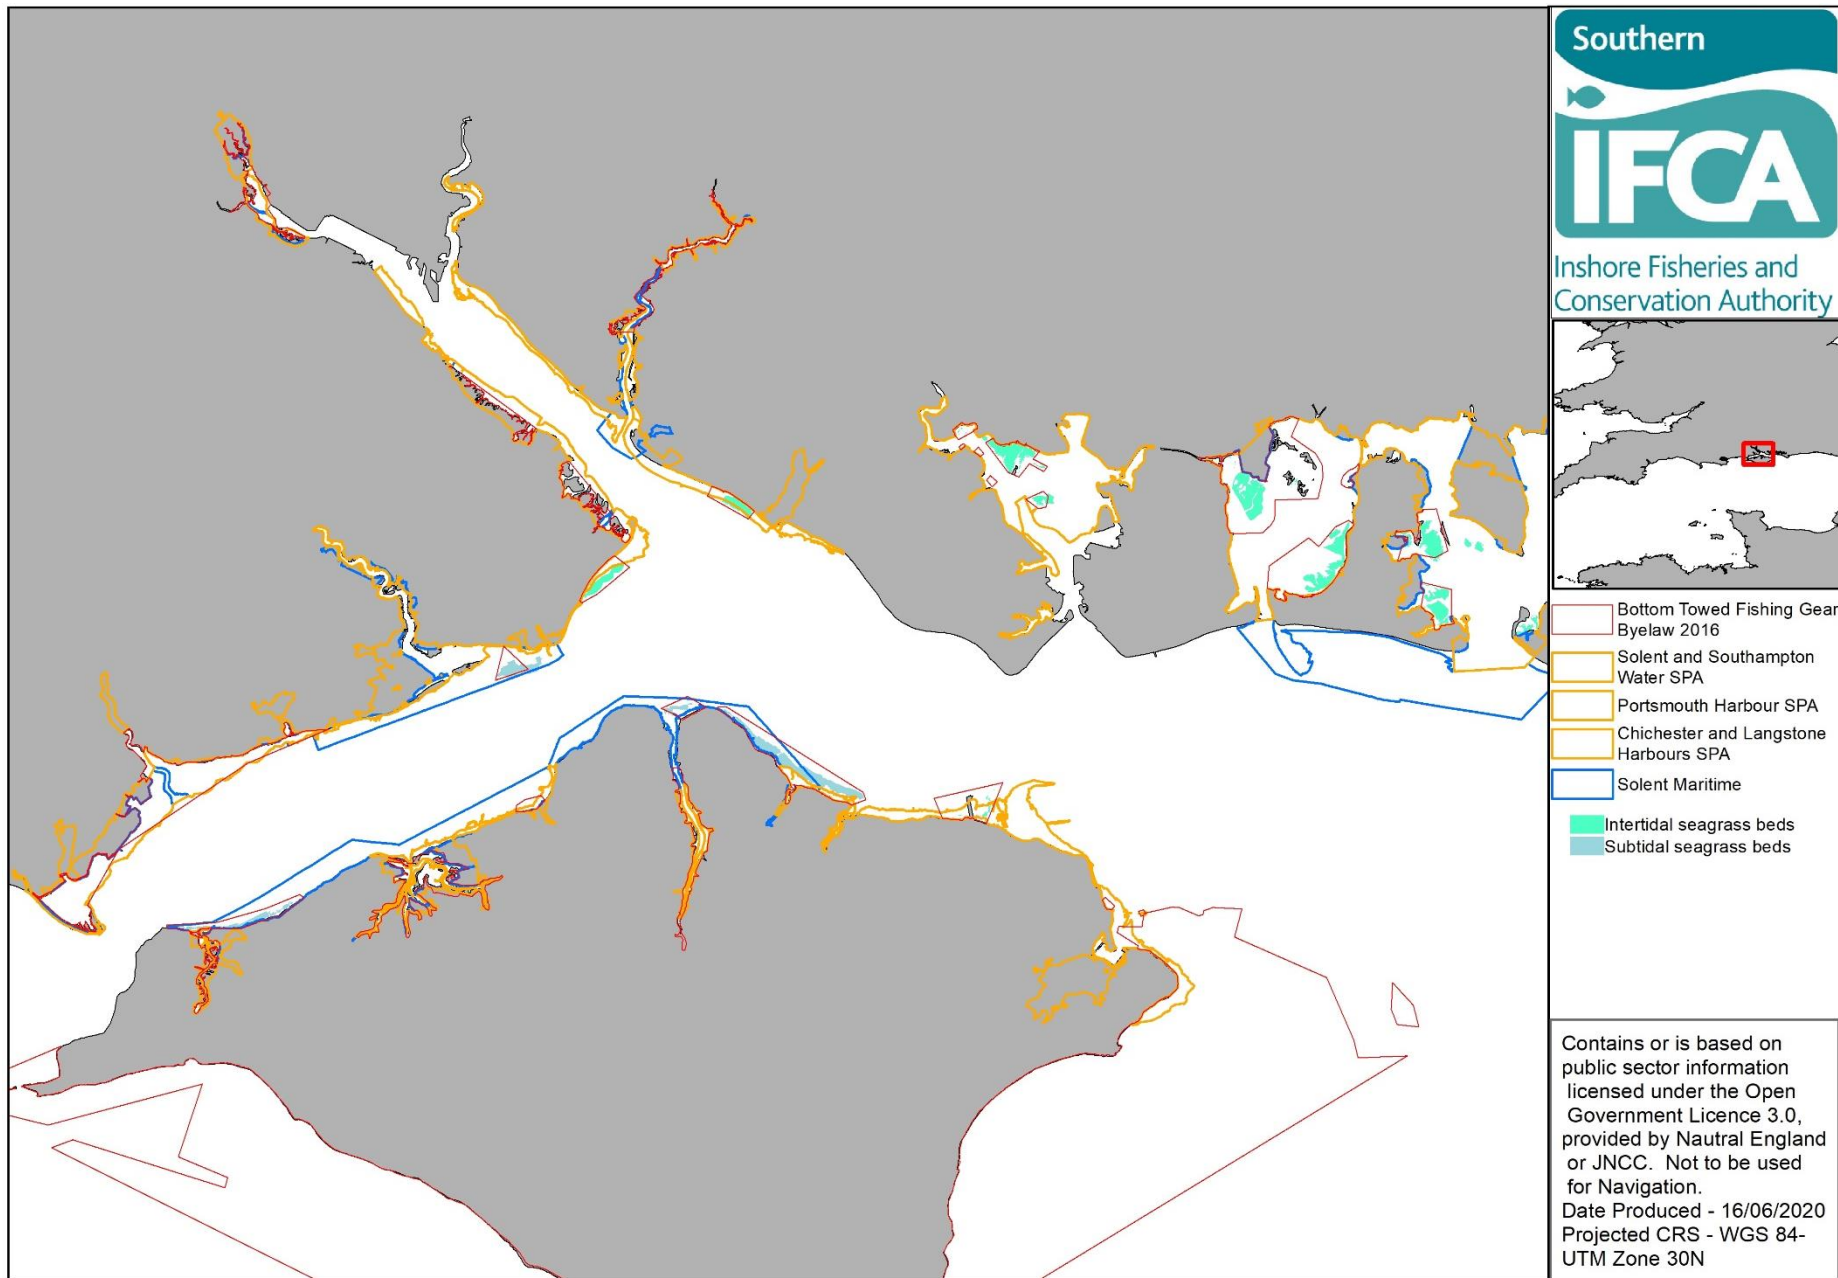 Southern
IFCA
Inshore Fisheries and
Conservation Authority
Bottom Towed Fishing Gear
Byelaw 2016
Solent and Southampton
Water SPA
Portsmouth Harbour SPA
Chichester and Langstone
Harbours SPA
Solent Maritime
Intertidal seagrass beds
Subtidal seagrass beds
Contains or is based on
public sector information
licensed under the Open
Government Licence 3.0,
provided by Nautral England
or JNCC. Not to be used
for Navigation.
Date Produced - 16/06/2020
Projected CRS - WGS 84-
UTM Zone 30N